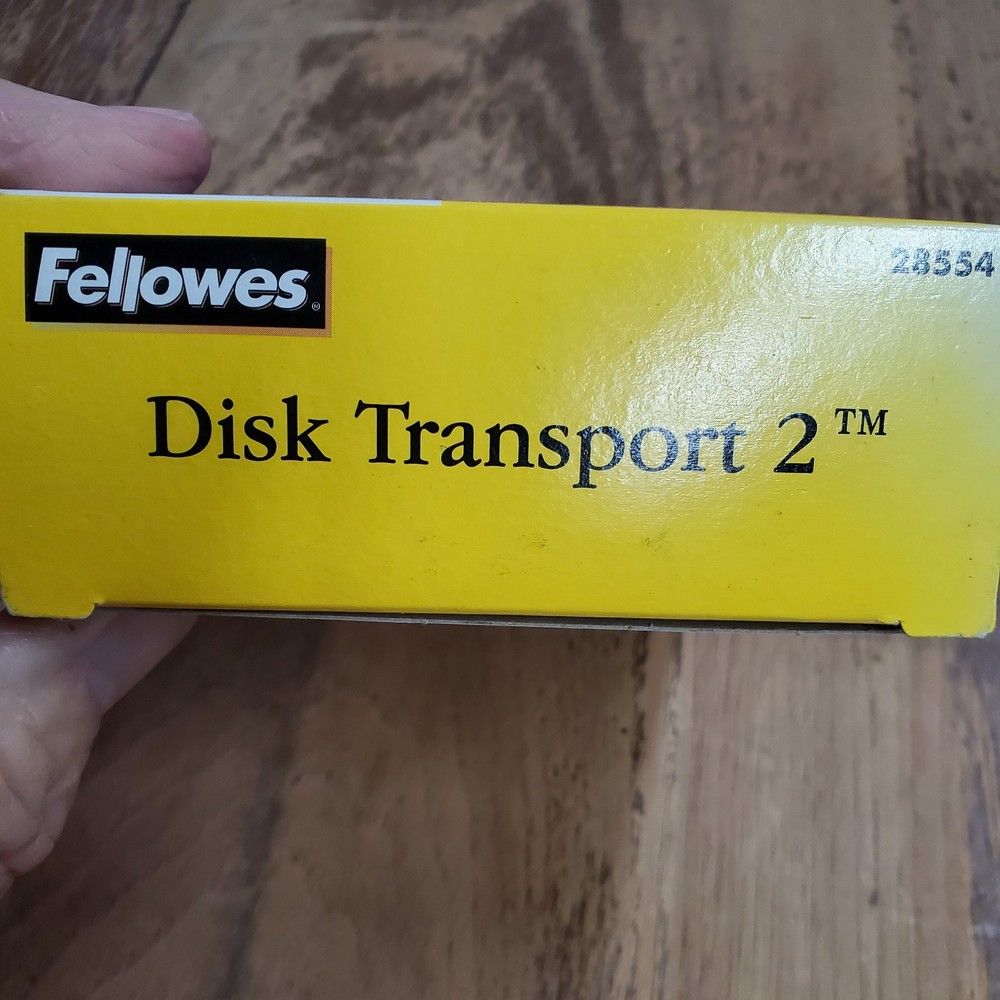 Fellowes®
28554
Disk Transport 2™